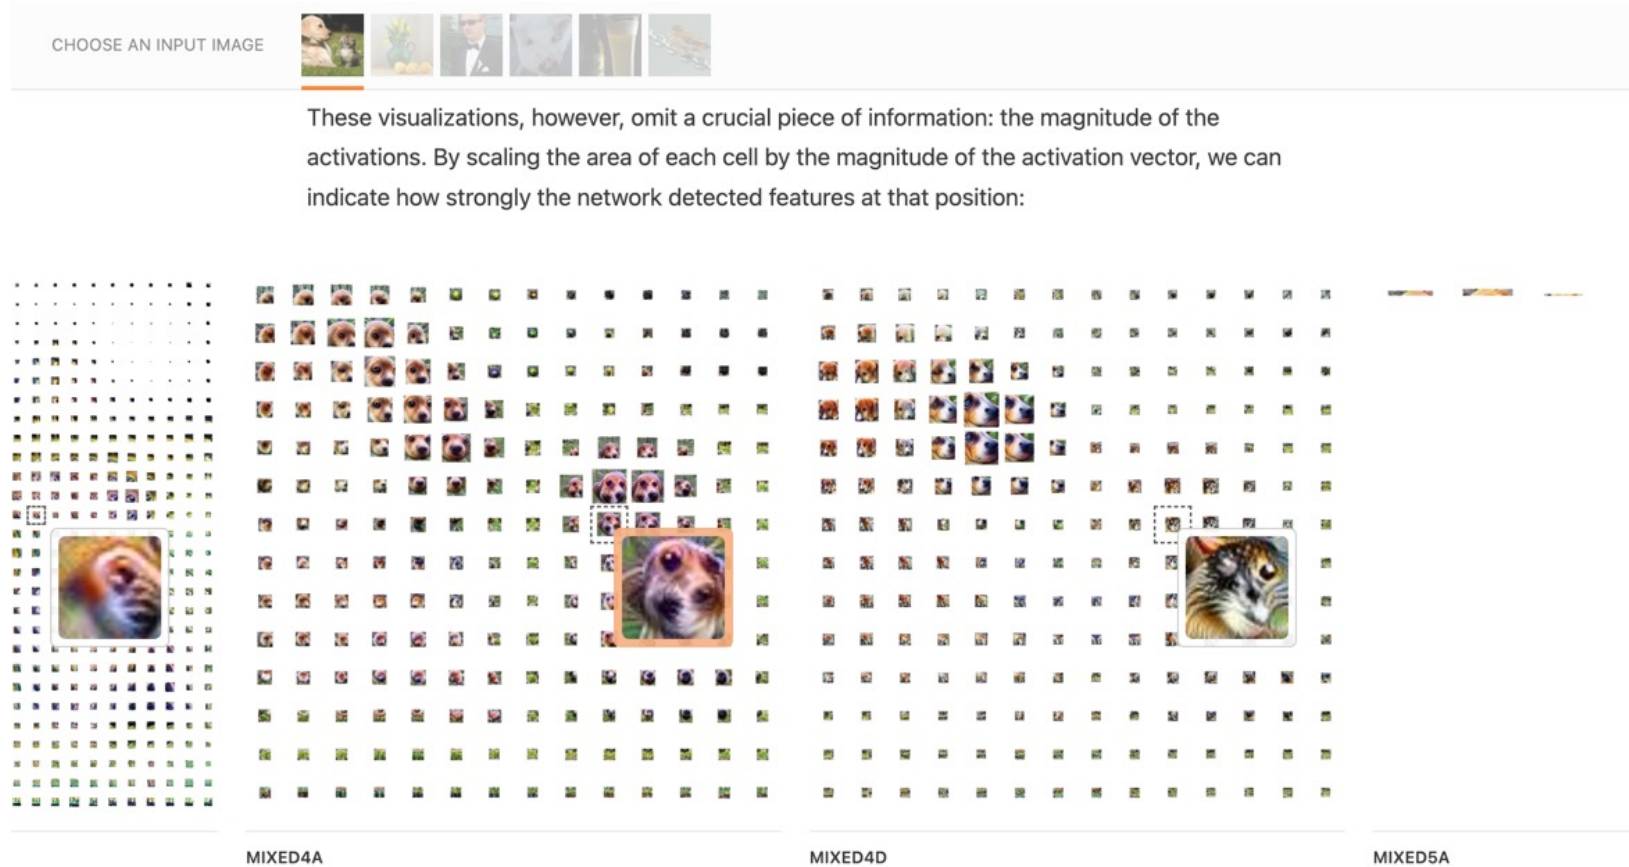 CHOOSE AN INPUT IMAGE
These visualizations, however, omit a crucial piece of information: the magnitude of the
activations. By scaling the area of each cell by the magnitude of the activation vector, we can
indicate how strongly the network detected features at that position:
MIXED4A
MIXED4D
MIXED5A